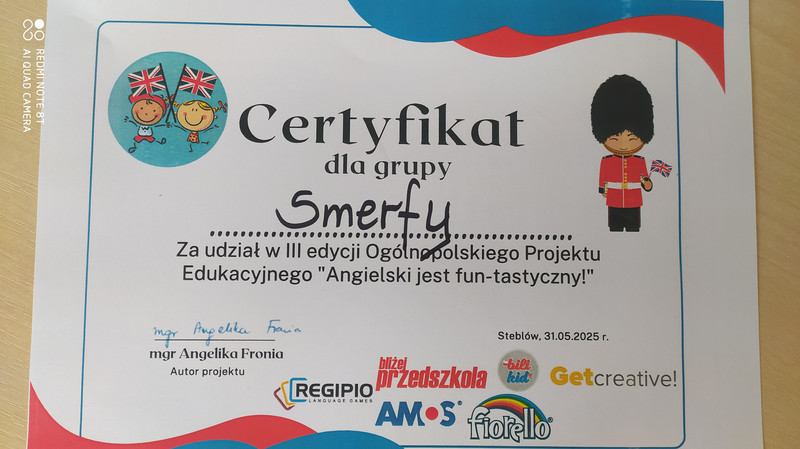 REDMI NOTE 8T
AI QUAD CAMERA
Certyfikat
dla grupy
Smerfy
Za udział w III edycji Ogólnopolskiego Projektu
Edukacyjnego "Angielski jest fun-tastyczny!"
mgr Angelika Fronia
mgr Angelika Fronia
Autor projektu
Steblów, 31.05.2025 r.
REGIPIO
LANGUAGE GAMES
bliżej
przedszkola
bili
kid
Getcreative!
AMOS
fiorello